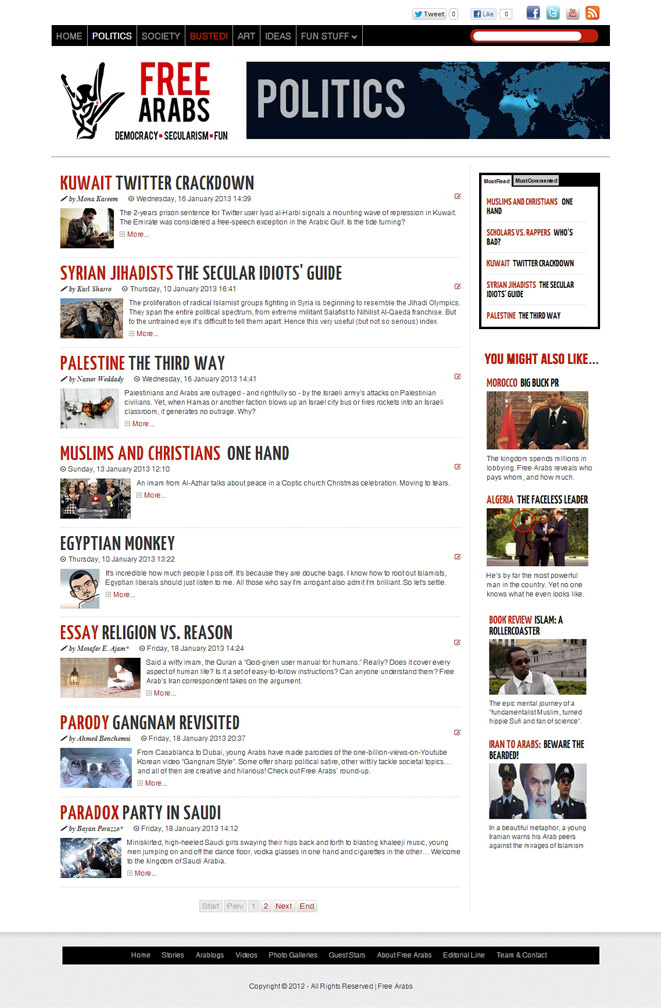 Tweet 0 Like 0
HOME POLITICS SOCIETY BUSTED! ART IDEAS FUN STUFF
FREE
ARABS
DEMOCRACY • SECULARISM • FUN
POLITICS
KUWAIT TWITTER CRACKDOWN
by Mona Kareem Wednesday, 16 January 2013 14:39
The 2-years prison sentence for Twitter user Iyad al-Harbi signals a mounting wave of repression in Kuwait.
The Emirate was considered a free-speech exception in the Arabic Gulf. Is the tide turning?
More...
SYRIAN JIHADISTS THE SECULAR IDIOTS' GUIDE
by Karl Sharro Thursday, 10 January 2013 16:41
The proliferation of radical Islamist groups fighting in Syria is beginning to resemble the Jihadi Olympics.
They span the entire political spectrum, from extreme militant Salafist to Nihilist Al-Qaeda franchise. But
to the untrained eye it's difficult to tell them apart. Hence this very useful (but not so serious) index.
More...
PALESTINE THE THIRD WAY
by Nasser Weddady Wednesday, 16 January 2013 14:41
Palestinians and Arabs are outraged - and rightfully so - by the Israeli army's attacks on Palestinian
civilians. Yet, when Hamas or another faction blows up an Israel city bus or fires rockets into an Israeli
classroom, it generates no outrage. Why?
More...
MUSLIMS AND CHRISTIANS ONE HAND
Sunday, 13 January 2013 12:10
An imam from Al-Azhar talks about peace in a Coptic church Christmas celebration. Moving to tears.
More...
EGYPTIAN MONKEY
Thursday, 10 January 2013 13:22
It's incredible how much people I piss off. It's because they are douche bags. I know how to root out Islamists,
Egyptian liberals should just listen to me. All those who say I'm arrogant also admit I'm brilliant. So let's settle.
More...
ESSAY RELIGION VS. REASON
by Mosafer E. Ajam* Friday, 18 January 2013 14:24
Said a witty imam, the Quran a "God-given user manual for humans." Really? Does it cover every
aspect of human life? Is it a set of easy-to-follow instructions? Can anyone understand them? Free
Arab's Iran correspondent takes on the argument.
More...
PARODY GANGNAM REVISITED
by Ahmed Benchemsi Friday, 18 January 2013 20:37
From Casablanca to Dubai, young Arabs have made parodies of the one-billion-views-on-Youtube
Korean video "Gangnam Style". Some offer sharp political satire, other wittily tackle societal topics...
and all of then are creative and hilarious! Check out Free Arabs' round-up.
More...
PARADOX PARTY IN SAUDI
by Bayan Perazzo* Friday, 18 January 2013 14:12
Miniskirted, high-heeled Saudi girls swaying their hips back and forth to blasting khaleeji music, young
men jumping on and off the dance floor, vodka glasses in one hand and cigarettes in the other... Welcome
to the kingdom of Saudi Arabia.
More...
Start Prev 1 2 Next End
MostRead MostCommented
MUSLIMS AND CHRISTIANS ONE
HAND
SCHOLARS VS. RAPPERS WHO'S
BAD?
KUWAIT TWITTER CRACKDOWN
SYRIAN JIHADISTS THE SECULAR
IDIOTS' GUIDE
PALESTINE THE THIRD WAY
YOU MIGHT ALSO LIKE...
MOROCCO BIG BUCK PR
The kingdom spends millions in
lobbying. Free Arabs reveals who
pays whom, and how much.
ALGERIA THE FACELESS LEADER
He's by far the most powerful
man in the country. Yet no one
knows what he even looks like.
BOOK REVIEW ISLAM: A
ROLLERCOASTER
The epic mental journey of a
"fundamentalist Muslim, turned
hippie Sufi and fan of science".
IRAN TO ARABS: BEWARE THE
BEARDED!
In a beautiful metaphor, a young
Iranian warns his Arab peers
against the mirages of Islamism
Home Stories Arablogs Videos Photo Galleries Guest Stars About Free Arabs Editorial Line Team & Contact
Copyright © 2012 - All Rights Reserved | Free Arabs